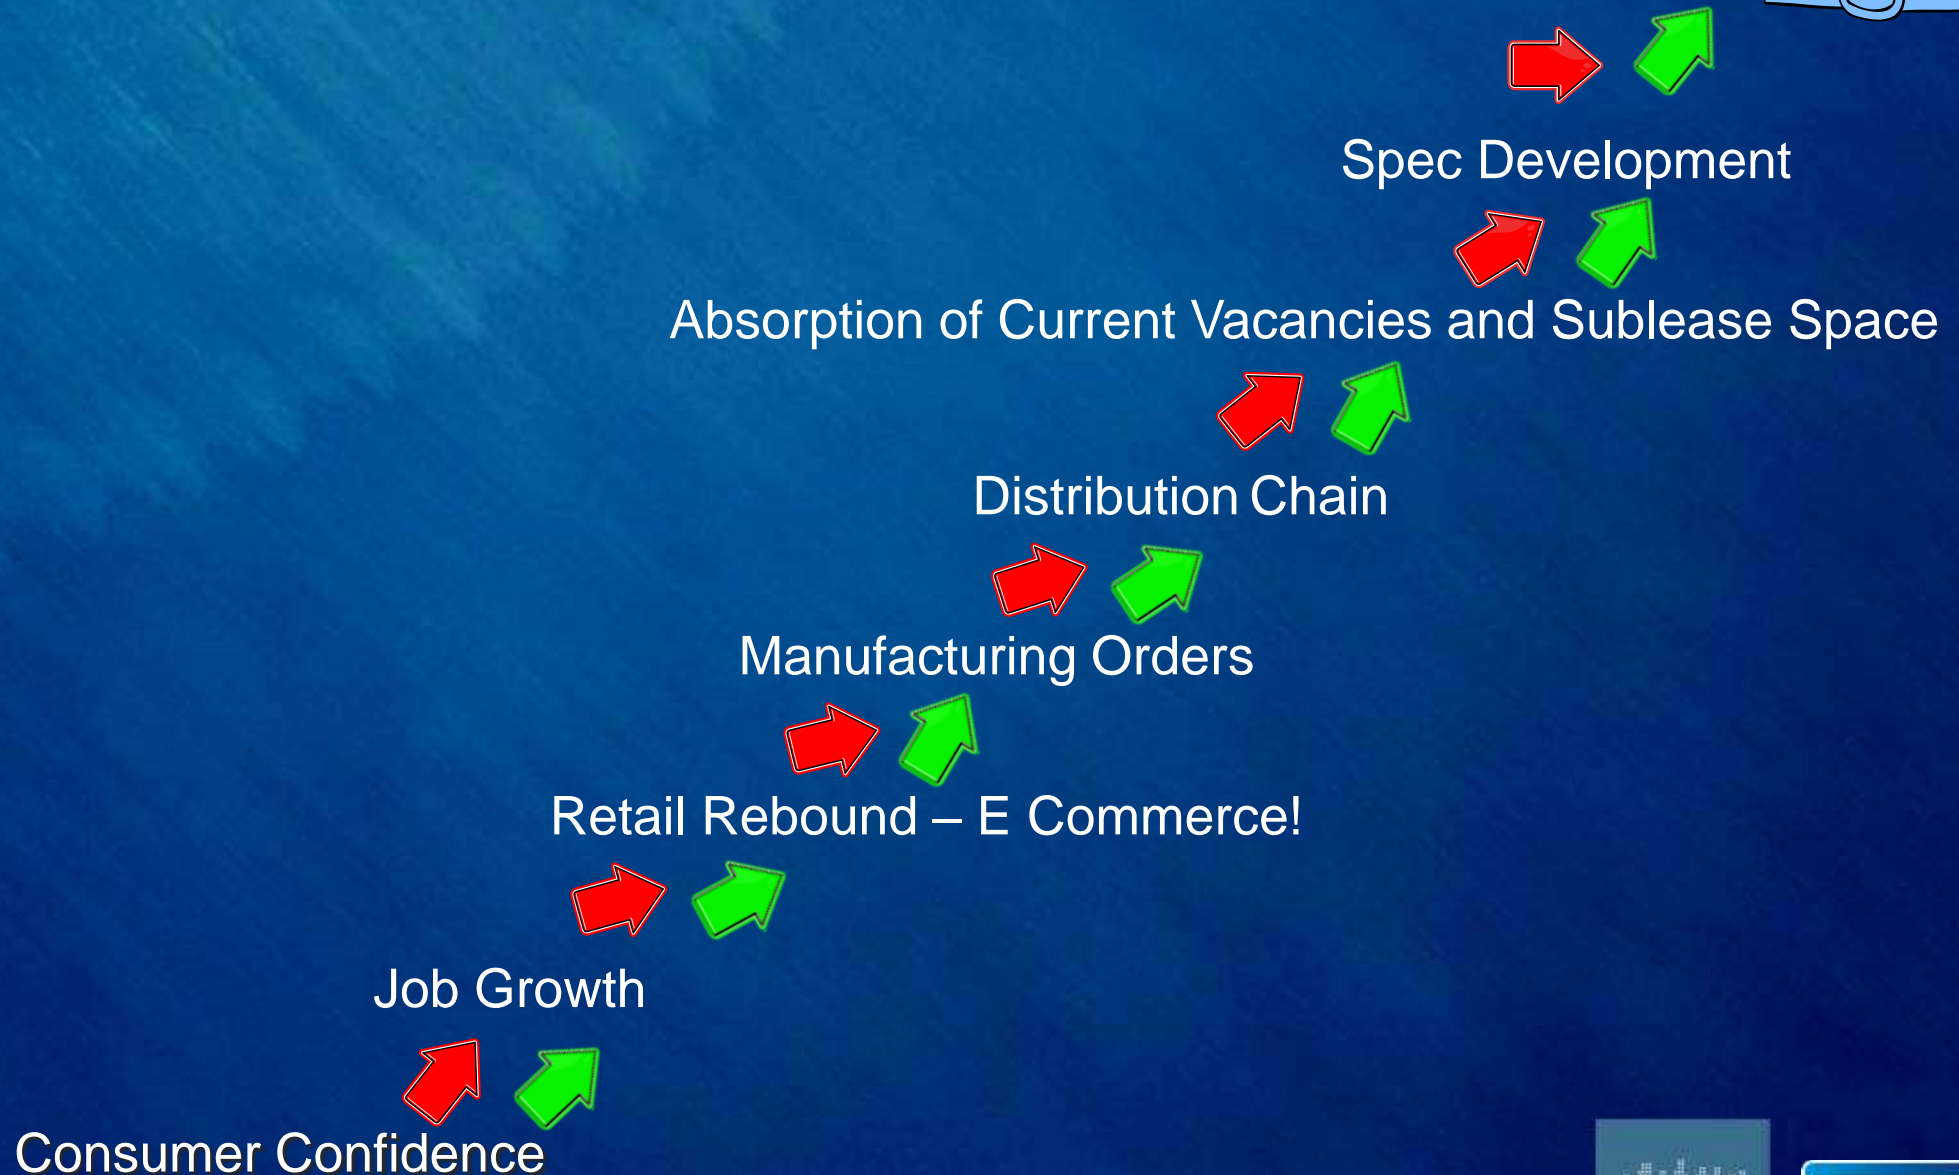 Spec Development
Absorption of Current Vacancies and Sublease Space
Distribution Chain
Manufacturing Orders
Retail Rebound – E Commerce!
Job Growth
Consumer Confidence